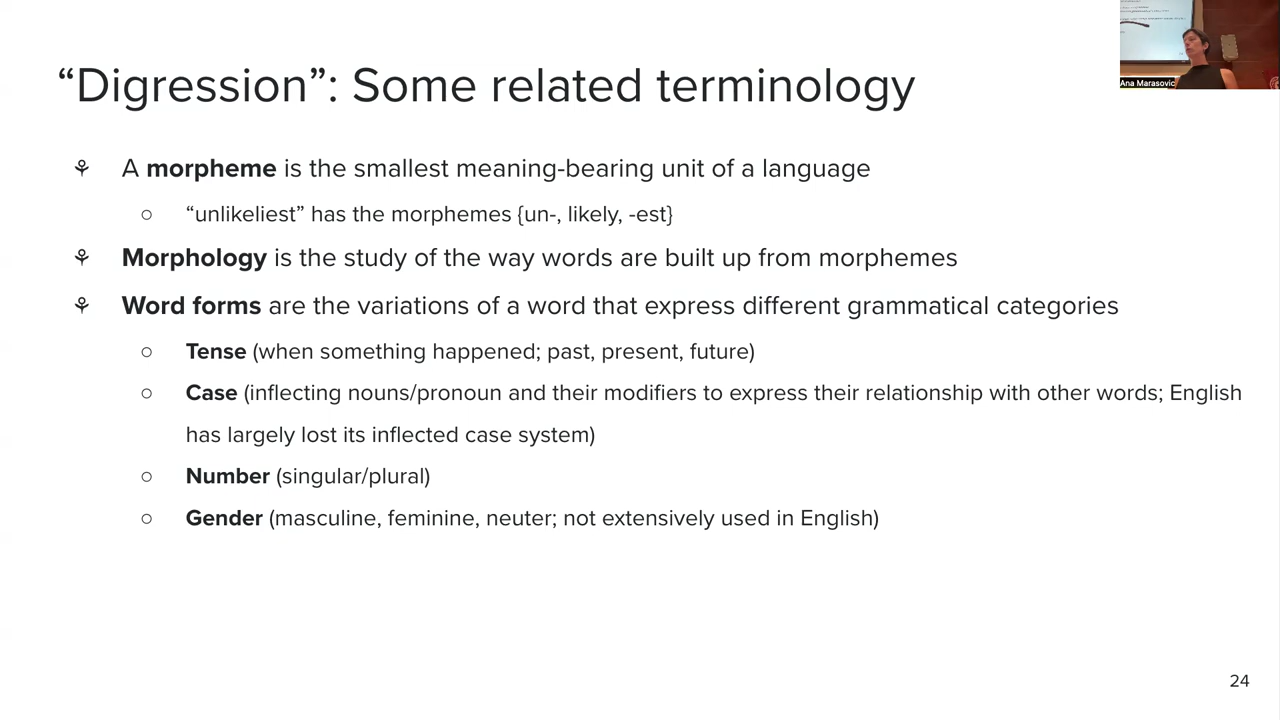 “Digression”: Some related terminology
Ana Marasovic
A morpheme is the smallest meaning-bearing unit of a language
“unlikeliest” has the morphemes {un-, likely, -est}
Morphology is the study of the way words are built up from morphemes
Word forms are the variations of a word that express different grammatical categories
Tense (when something happened; past, present, future)
Case (inflecting nouns/pronoun and their modifiers to express their relationship with other words; English
has largely lost its inflected case system)
Number (singular/plural)
Gender (masculine, feminine, neuter; not extensively used in English)
24